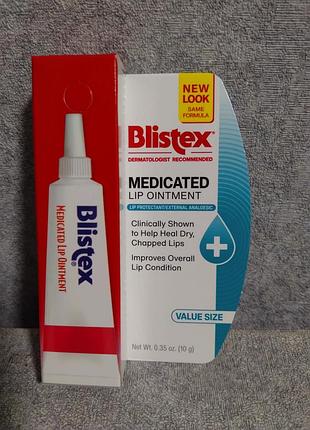 NEW
LOOK
SAME
FORMULA
Blistex®
DERMATOLOGIST RECOMMENDED
MEDICATED
LIP OINTMENT
LIP PROTECTANT/EXTERNAL ANALGESIC
Clinically Shown
to Help Heal Dry,
Chapped Lips
Improves Overall
Lip Condition
VALUE SIZE
Net Wt. 0.35 oz. (10 g)
Blistex®
MEDICATED LIP OINTMENT